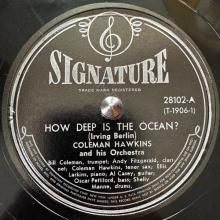 SIGNATURE
TRADE MARK REGISTERED
28102-A
(T-1906-1)
HOW DEEP IS THE OCEAN?
(Irving Berlin)
COLEMAN HAWKINS
and his Orchestra
Bill Coleman, trumpet; Andy Fitzgerald, clari-
net; Coleman Hawkins, tenor sax; Ellis
Larkins, piano; Al Casey, guitar;
Oscar Pettiford, bass; Shelly
Manne, drums.